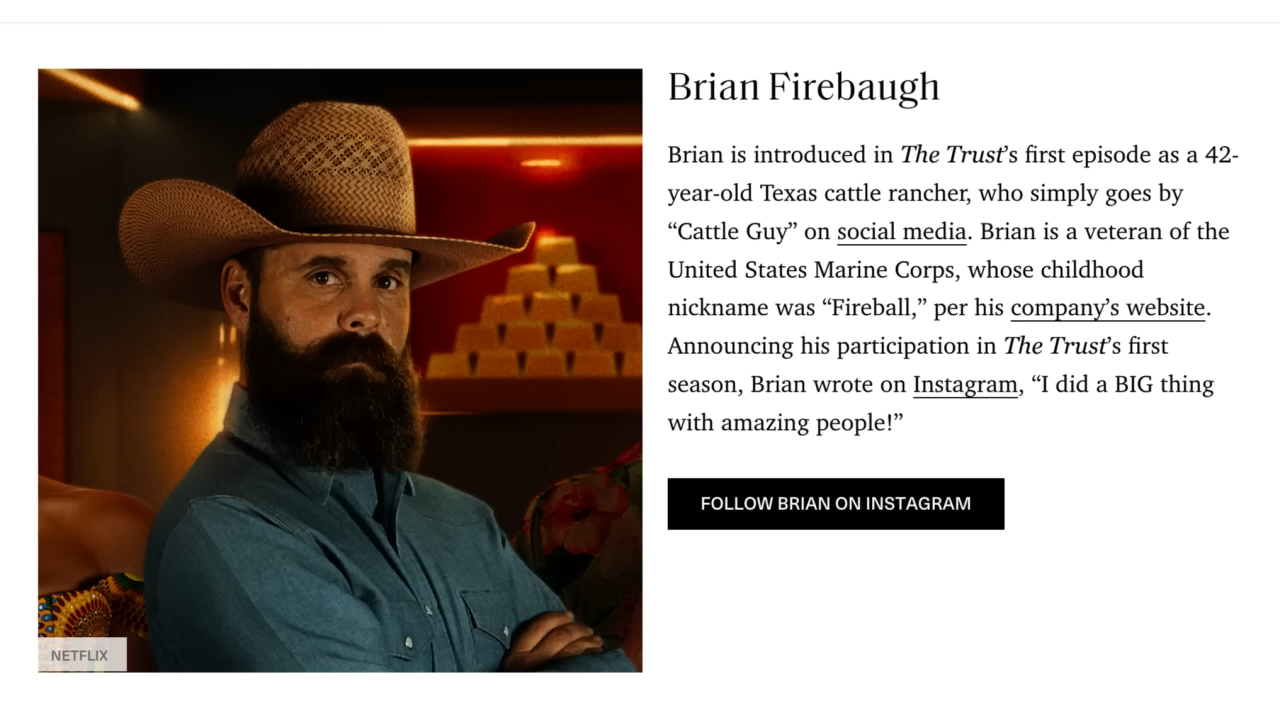 Brian Firebaugh
Brian is introduced in The Trust’s first episode as a 42-
year-old Texas cattle rancher, who simply goes by
“Cattle Guy” on social media. Brian is a veteran of the
United States Marine Corps, whose childhood
nickname was “Fireball,” per his company’s website.
Announcing his participation in The Trust’s first
season, Brian wrote on Instagram, “I did a BIG thing
with amazing people!”
FOLLOW BRIAN ON INSTAGRAM
NETFLIX